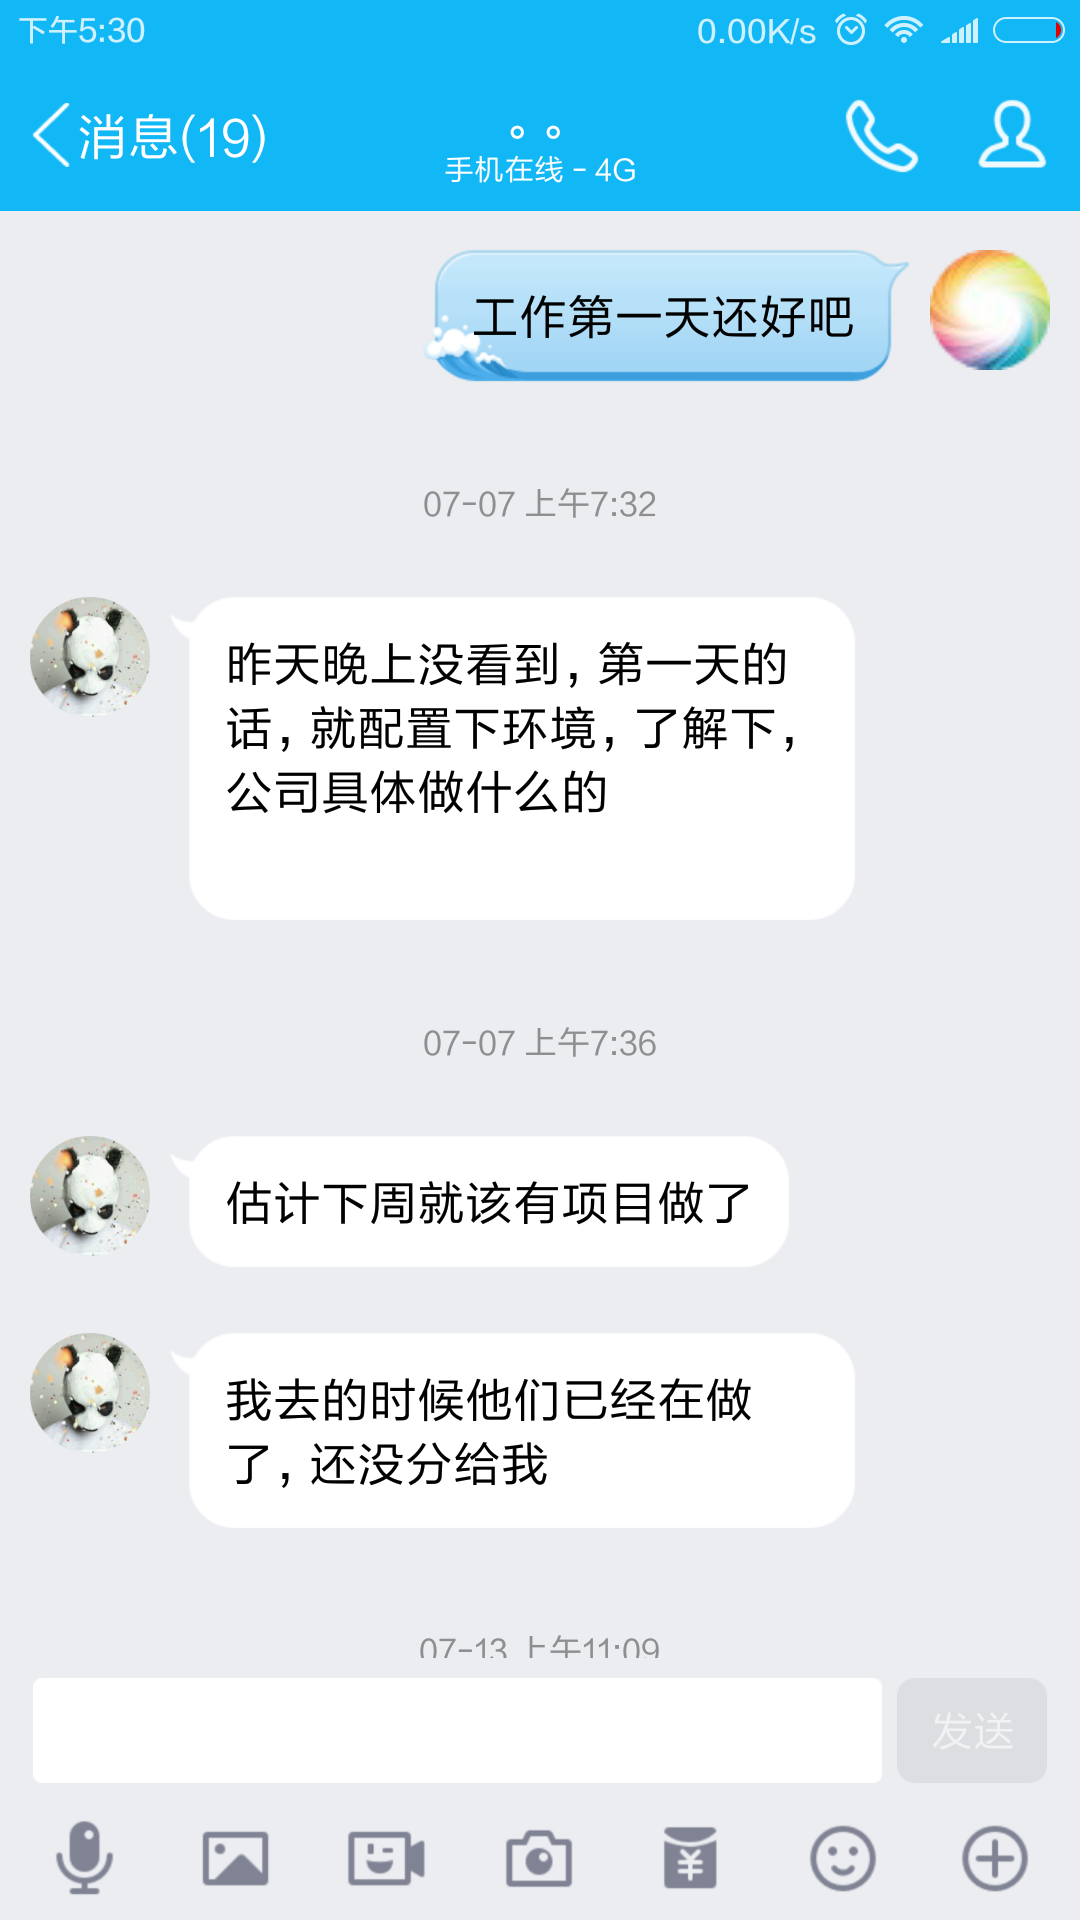 下午5:30
0.00K/s
消息(19)
。。
手机在线 - 4G
工作第一天还好吧
07-07 上午7:32
昨天晚上没看到, 第一天的
话, 就配置下环境, 了解下,
公司具体做什么的
07-07 上午7:36
估计下周就该有项目做了
我去的时候他们已经在做
了, 还没分给我
07-13 上午11:09
发送